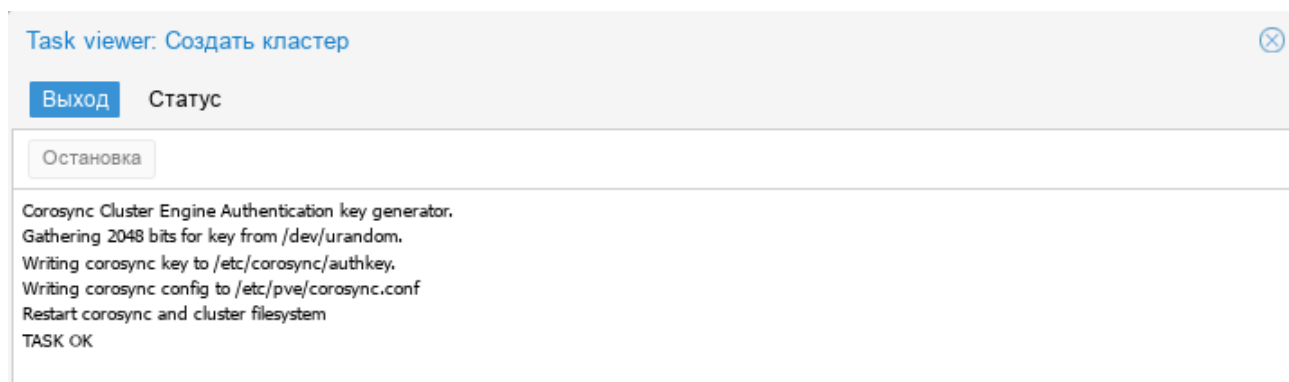 Task viewer: Создать кластер
Выход Статус
Остановка
Corosync Cluster Engine Authentication key generator.
Gathering 2048 bits for key from /dev/urandom.
Writing corosync key to /etc/corosync/authkey.
Writing corosync config to /etc/pve/corosync.conf
Restart corosync and cluster filesystem
TASK OK